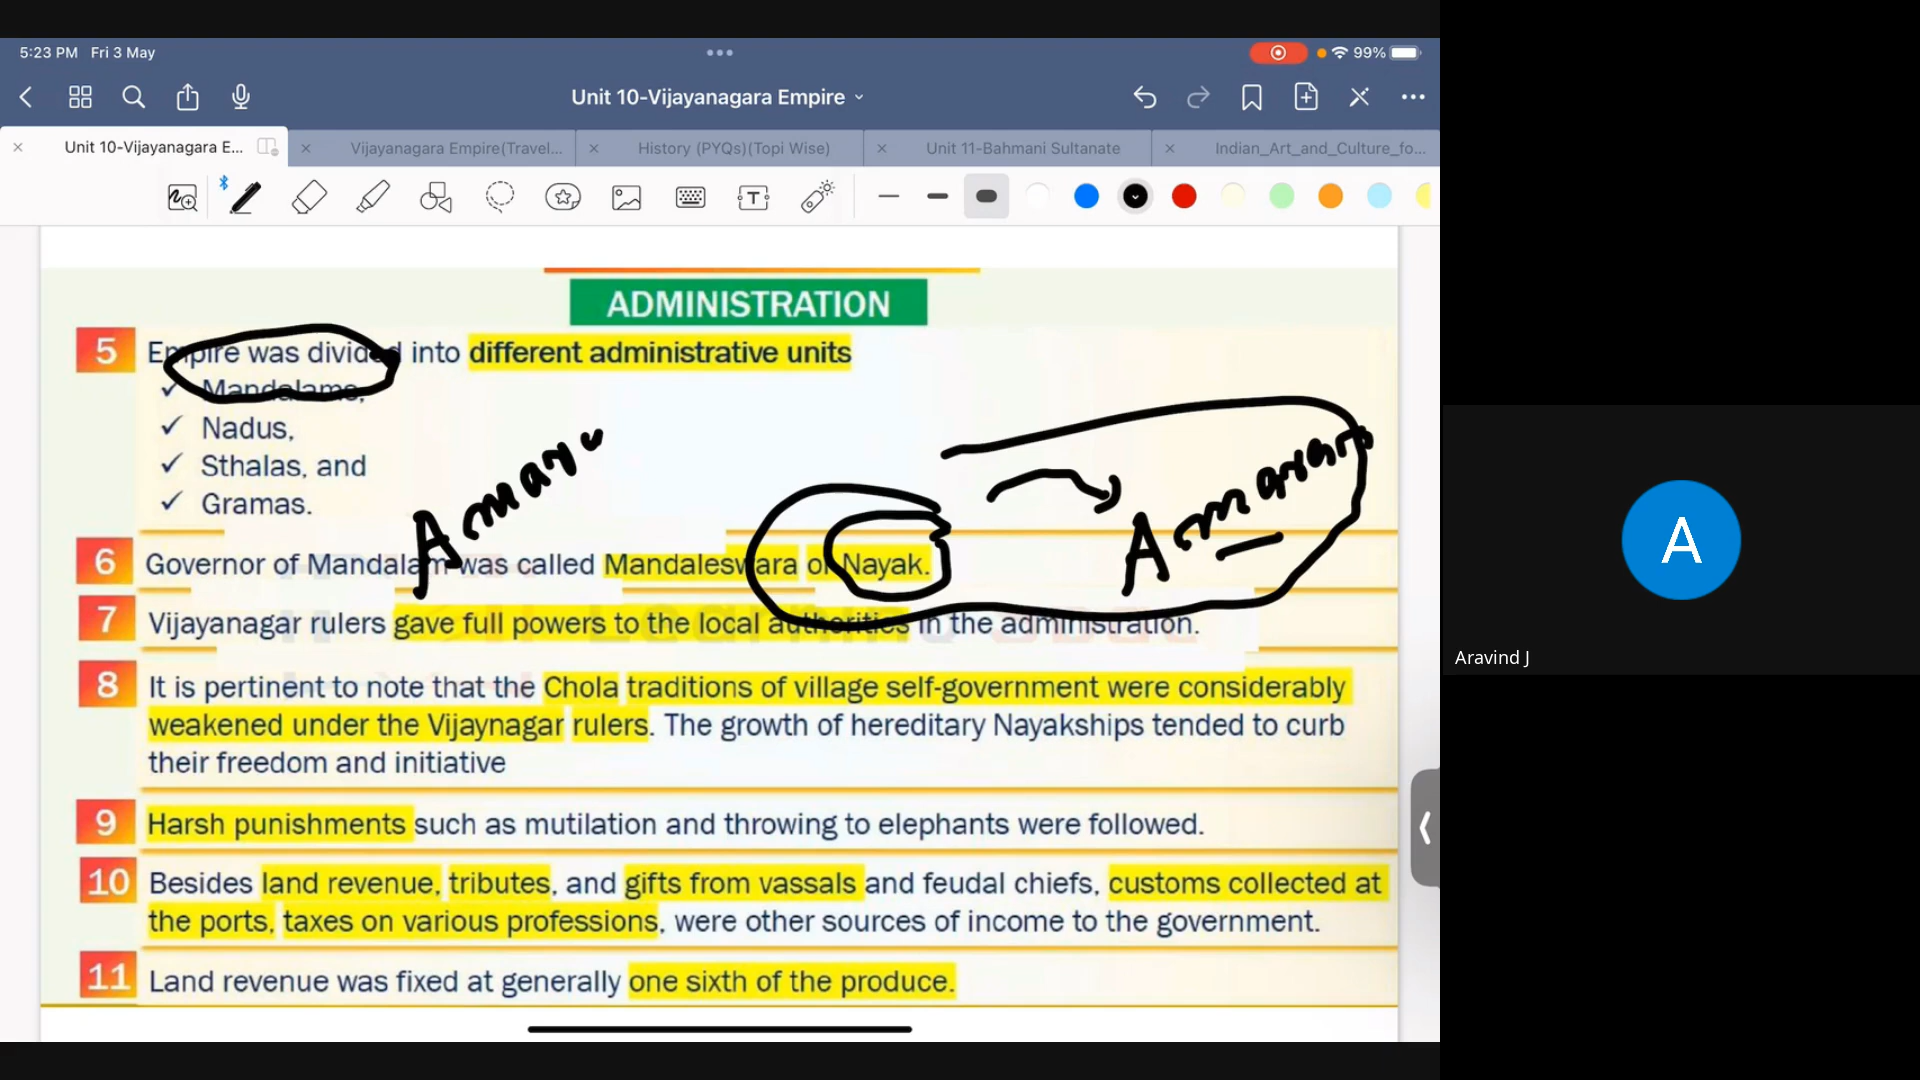 5:23 PM Fri 3 May
99%
Unit 10-Vijayanagara Empire
Unit 10-Vijayanagara E...
Vijayanagara Empire(Travel...
History (PYQs)(Topi Wise)
Unit 11-Bahmani Sultanate
Indian_Art_and_Culture_fo...
ADMINISTRATION
5 Empire was divided into different administrative units
✓ Mandalams,
✓ Nadus,
✓ Sthalas, and
✓ Gramas.
6 Governor of Mandalam was called Mandaleswara or Nayak.
7 Vijayanagar rulers gave full powers to the local authorities in the administration.
8 It is pertinent to note that the Chola traditions of village self-government were considerably
weakened under the Vijaynagar rulers. The growth of hereditary Nayakships tended to curb
their freedom and initiative
9 Harsh punishments such as mutilation and throwing to elephants were followed.
10 Besides land revenue, tributes, and gifts from vassals and feudal chiefs, customs collected at
the ports, taxes on various professions, were other sources of income to the government.
11 Land revenue was fixed at generally one sixth of the produce.
A
Aravind J